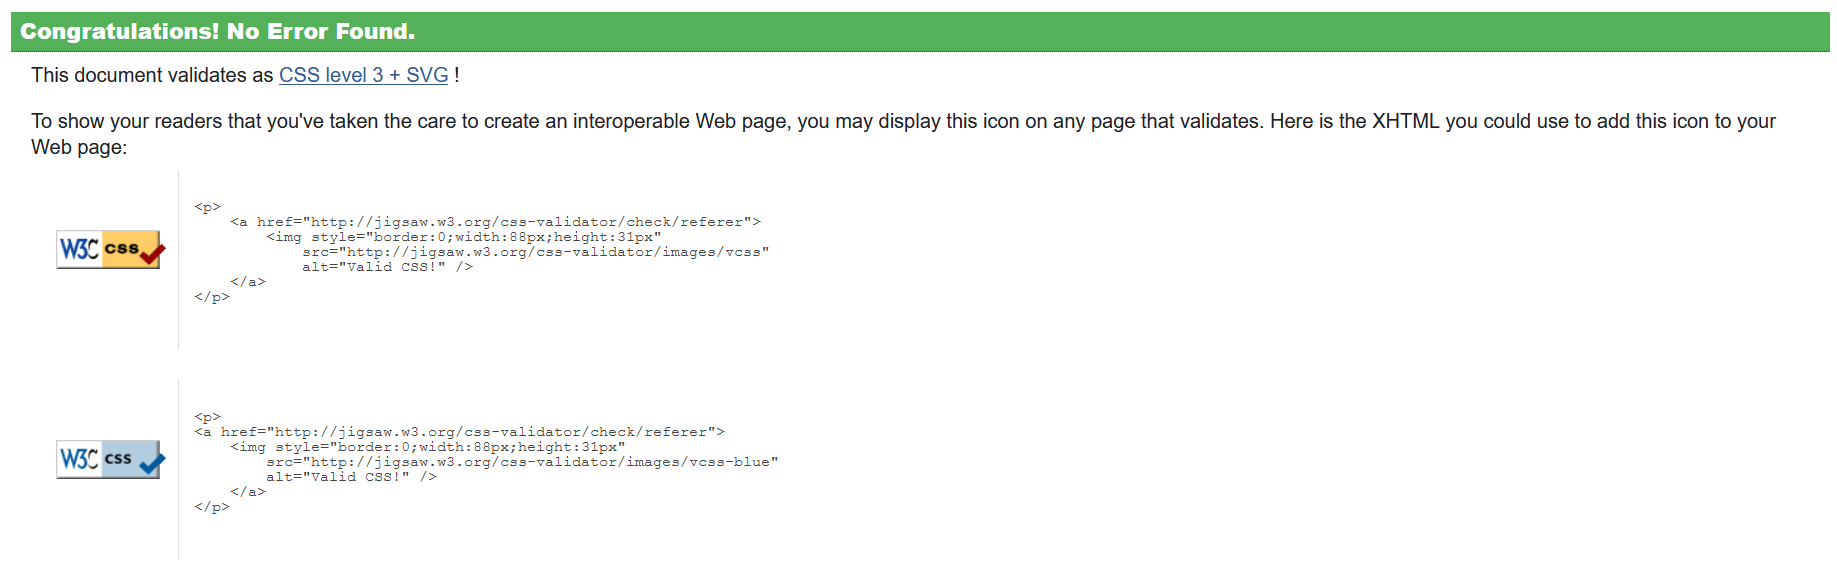 Congratulations! No Error Found.
This document validates as CSS level 3 + SVG !
To show your readers that you've taken the care to create an interoperable Web page, you may display this icon on any page that validates. Here is the XHTML you could use to add this icon to your
Web page:
W3C css
<p>
<a href="http://jigsaw.w3.org/css-validator/check/referer">
<img style="border:0;width:88px;height:31px"
src="http://jigsaw.w3.org/css-validator/images/vcss"
alt="Valid CSS!" />
</a>
</p>
W3C css
<p>
<a href="http://jigsaw.w3.org/css-validator/check/referer">
<img style="border:0;width:88px;height:31px"
src="http://jigsaw.w3.org/css-validator/images/vcss-blue"
alt="Valid CSS!" />
</a>
</p>